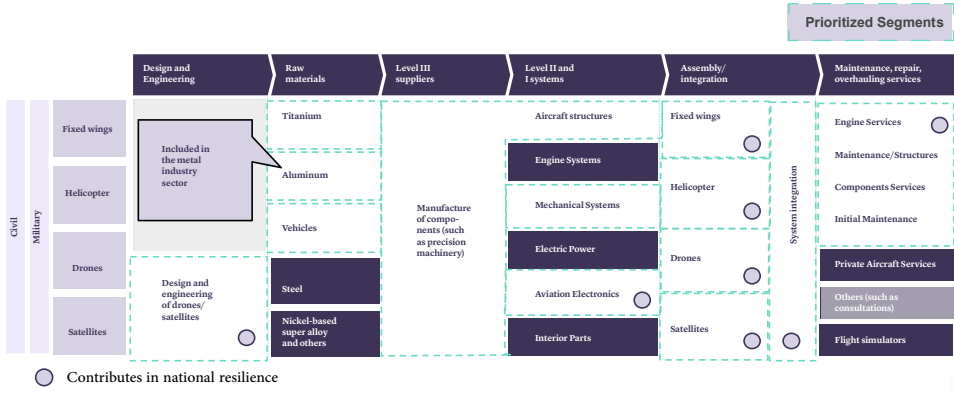 Prioritized Segments
Design and
Engineering
Raw
materials
Level III
suppliers
Level II and
I systems
Assembly/
integration
Maintenance, repair,
overhauling services
Civil
Military
Fixed wings
Helicopter
Drones
Satellites
Included in
the metal
industry
sector
Design and
engineering
of drones/
satellites
Titanium
Aluminum
Vehicles
Steel
Nickel-based
super alloy
and others
Manufacture
of compo-
nents (such
as precision
machinery)
Aircraft structures
Engine Systems
Mechanical Systems
Electric Power
Aviation Electronics
Interior Parts
Fixed wings
Helicopter
Drones
Satellites
System integration
Engine Services
Maintenance/Structures
Components Services
Initial Maintenance
Private Aircraft Services
Others (such as
consultations)
Flight simulators
Contributes in national resilience